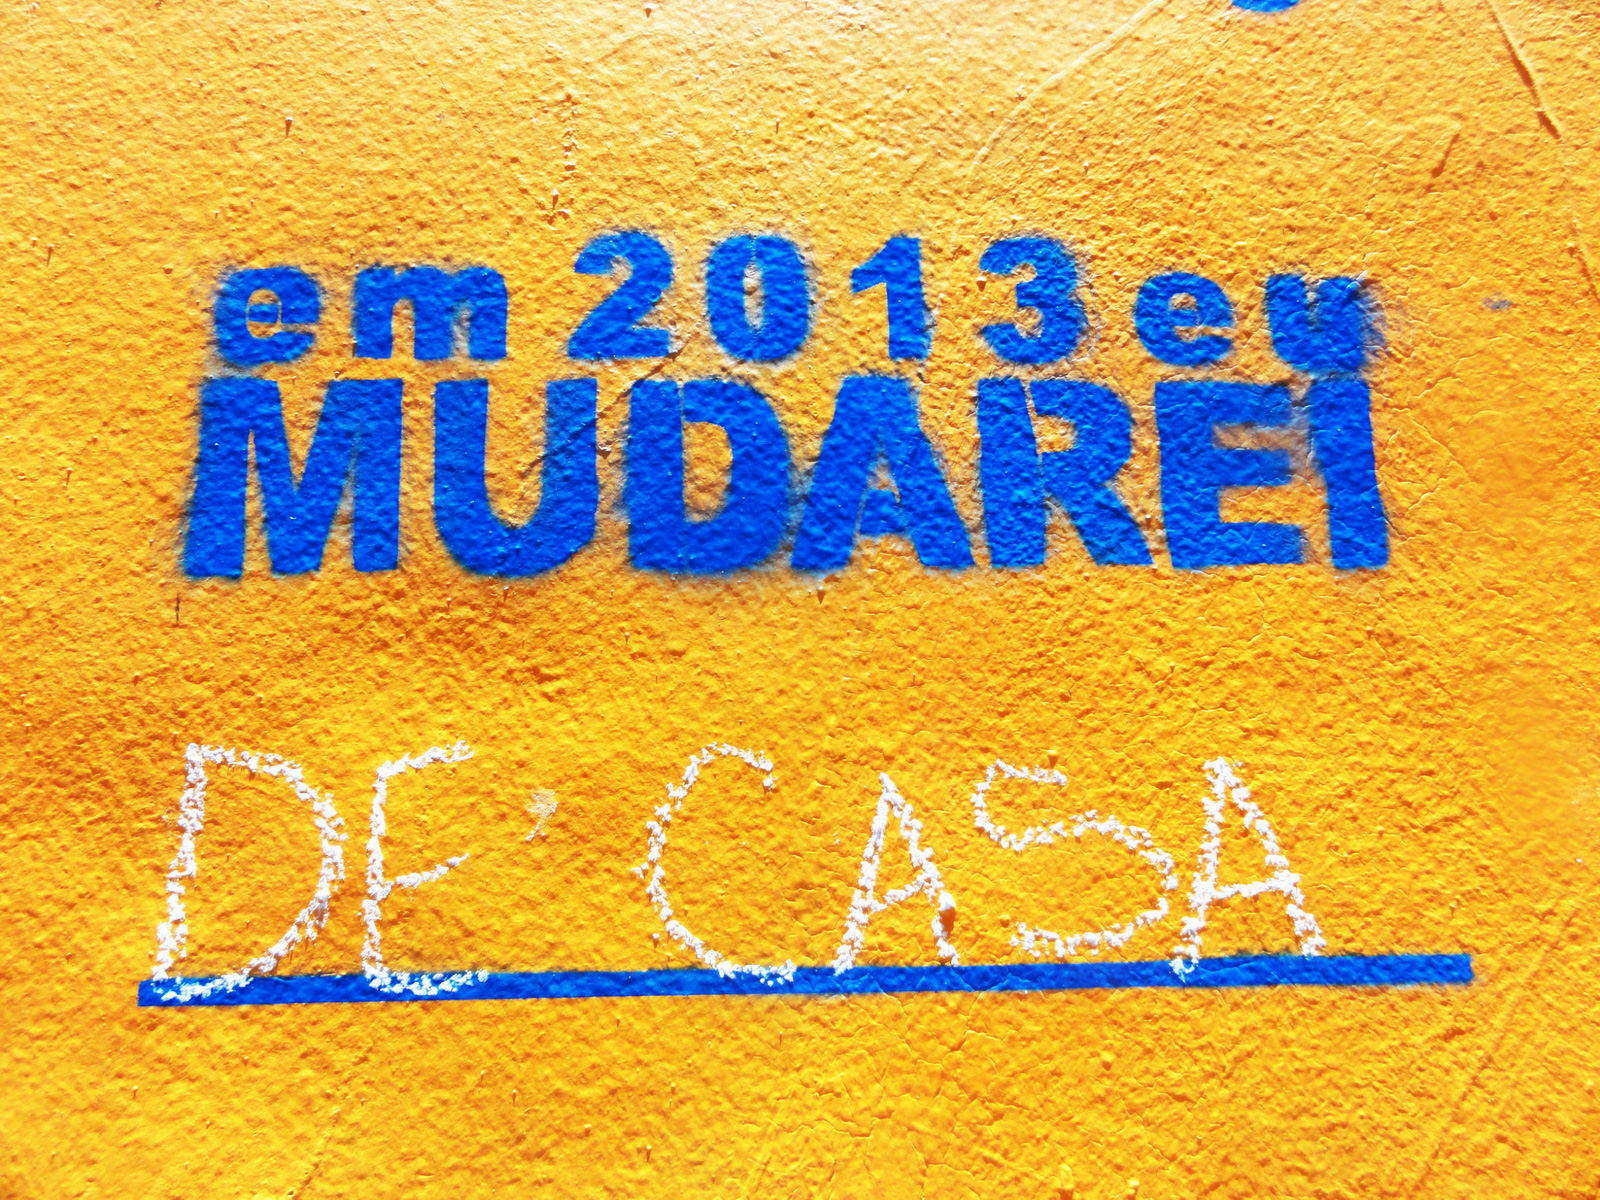 em 2013 eu
MUDAREI
DE' CASA